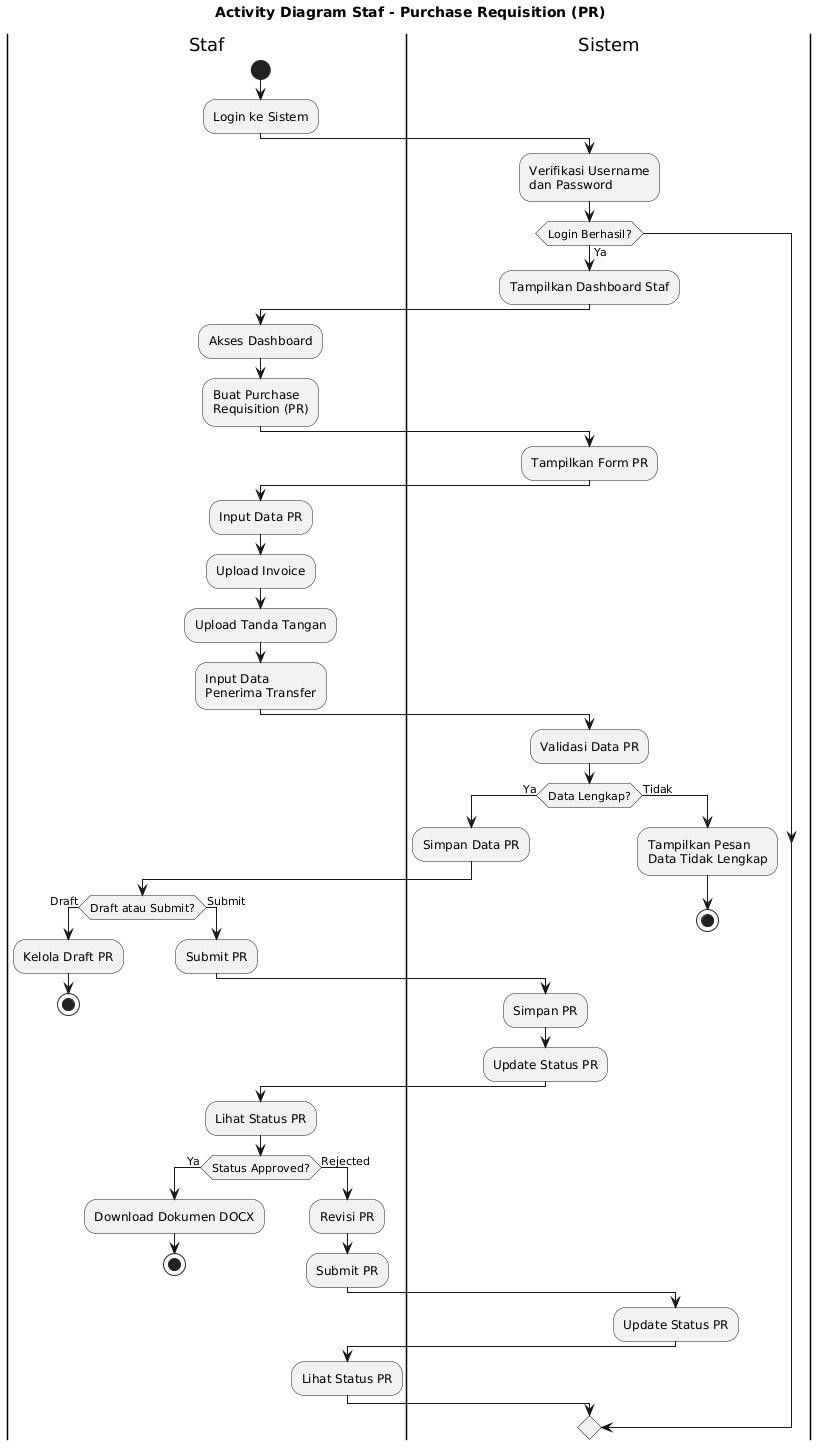 Activity Diagram Staf - Purchase Requisition (PR)
Staf
Sistem
Login ke Sistem
Verifikasi Username
dan Password
Login Berhasil?
Ya
Tampilkan Dashboard Staf
Akses Dashboard
Buat Purchase
Requisition (PR)
Tampilkan Form PR
Input Data PR
Upload Invoice
Upload Tanda Tangan
Input Data
Penerima Transfer
Validasi Data PR
Ya
Data Lengkap?
Tidak
Simpan Data PR
Tampilkan Pesan
Data Tidak Lengkap
Draft
Draft atau Submit?
Submit
Kelola Draft PR
Submit PR
Simpan PR
Update Status PR
Lihat Status PR
Ya
Status Approved?
Rejected
Download Dokumen DOCX
Revisi PR
Submit PR
Update Status PR
Lihat Status PR